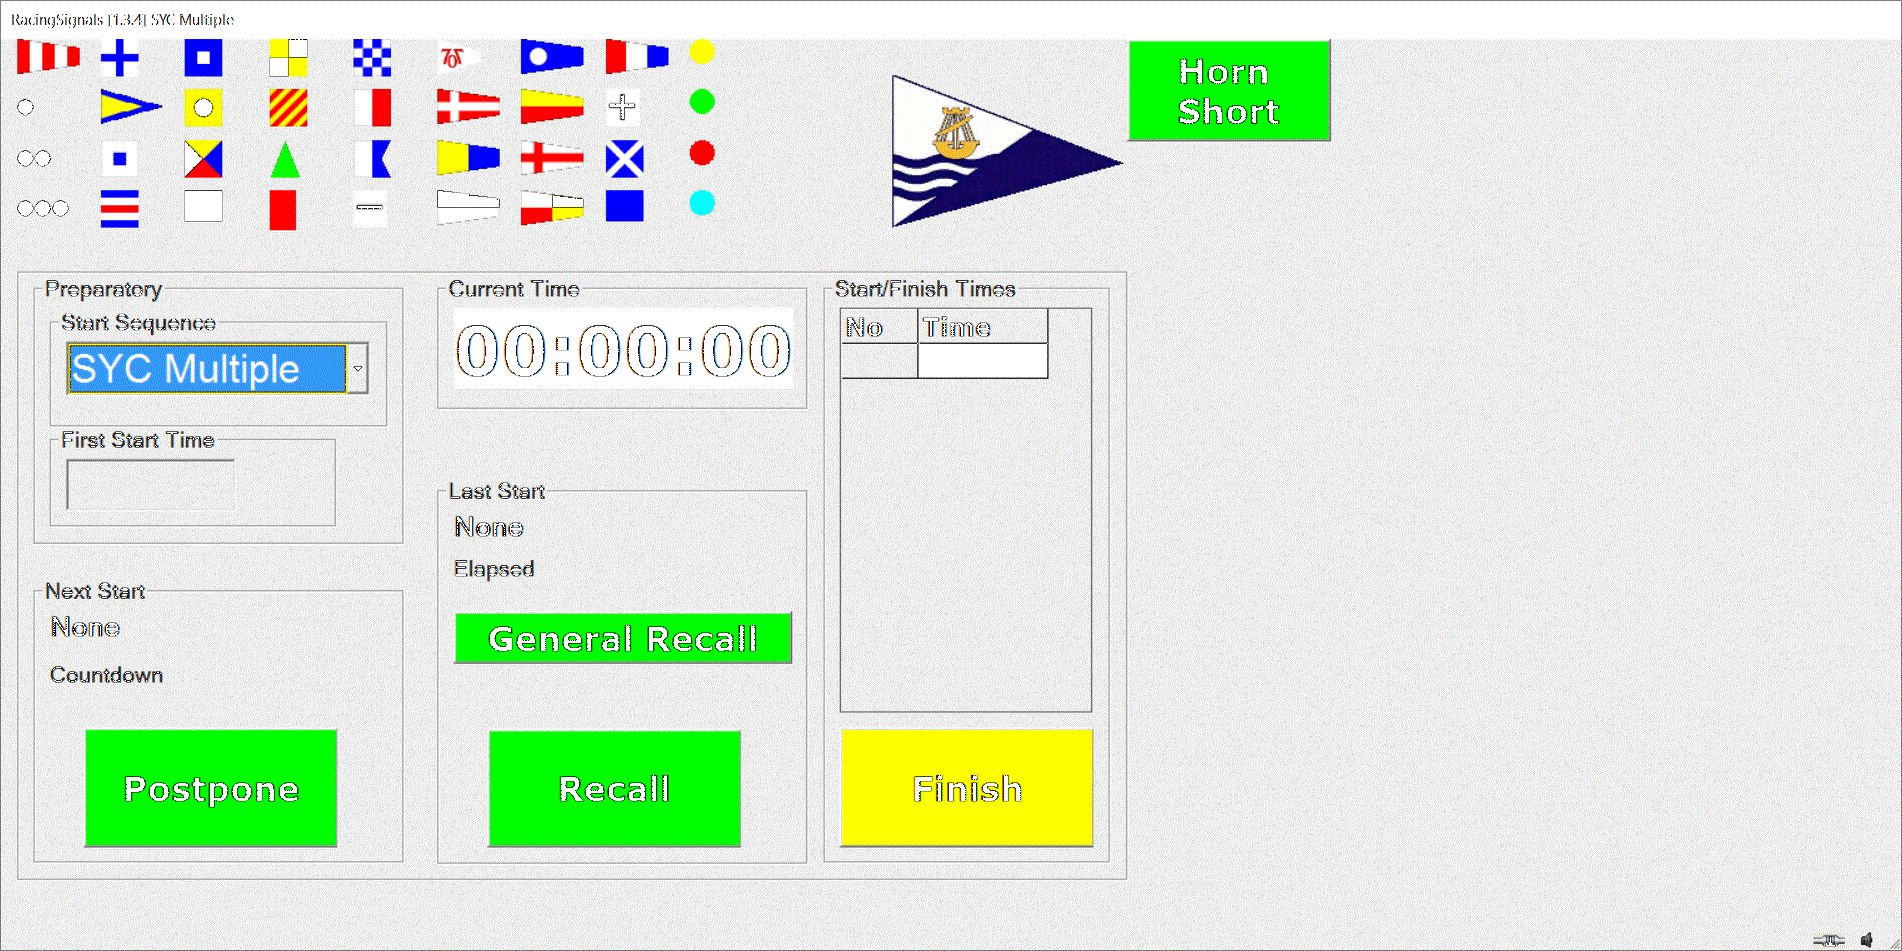 RacingSignals [1.3.4] SYC Multiple
Horn
Short
Preparatory
Start Sequence
SYC Multiple
First Start Time
Next Start
None
Countdown
Postpone
Current Time
00:00:00
Last Start
None
Elapsed
General Recall
Recall
Start/Finish Times
No Time
Finish